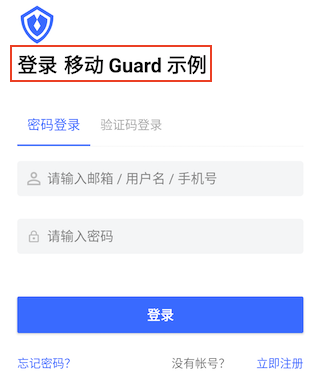 登录 移动 Guard 示例
密码登录 验证码登录
请输入邮箱 / 用户名 / 手机号
请输入密码
登录
忘记密码? 没有帐号? 立即注册